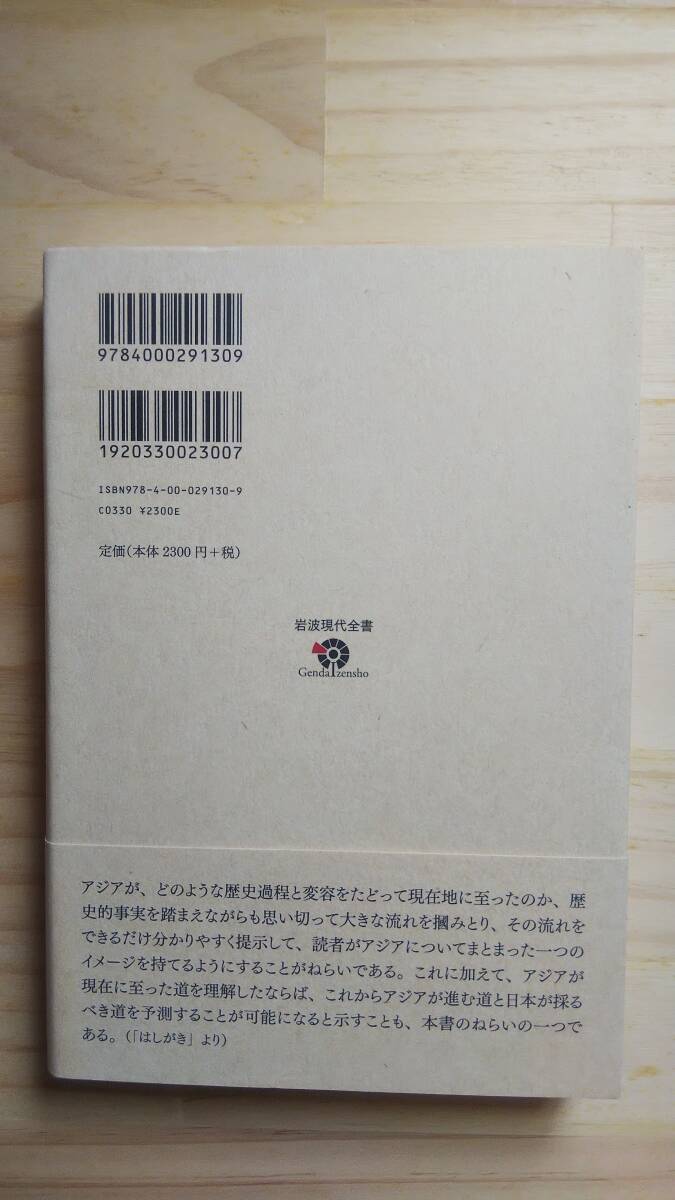 9784000291309
1920330023007
ISBN978-4-00-029130-9
C0330 ¥2300E
定価(本体 2300 円+税)
岩波現代全書
Gendaizensho
アジアが、どのような歴史過程と変容をたどって現在地に至ったのか、歴
史的事実を踏まえながらも思い切って大きな流れを摑みとり、その流れを
できるだけ分かりやすく提示して、読者がアジアについてまとまった一つの
イメージを持てるようにすることがねらいである。これに加えて、アジアが
現在に至った道を理解したならば、これからアジアが進む道と日本が採る
べき道を予測することが可能になると示すことも、本書のねらいの一つで
ある。(「はしがき」より)